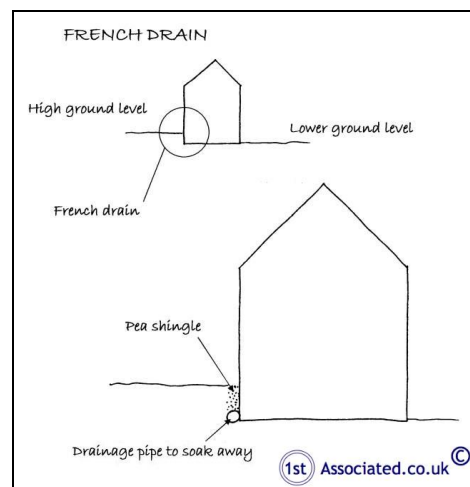 FRENCH DRAIN
High ground level
Lower ground level
French drain
Pea shingle
Drainage pipe to soak away
1st Associated.co.uk ©